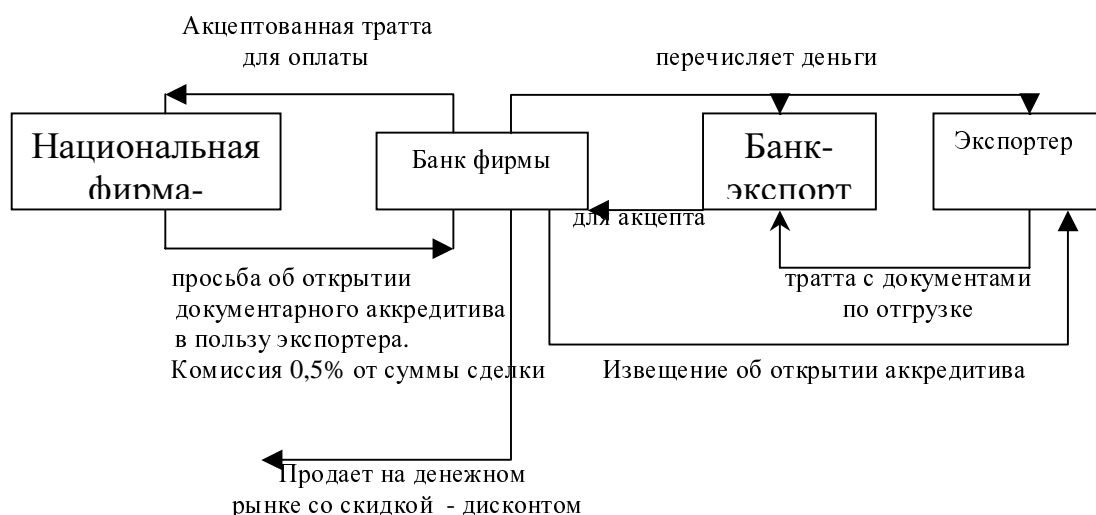 Акцептованная тратта
для оплаты
перечисляет деньги
Национальная
фирма-
Банк фирмы
Банк-
экспорт
Экспортер
для акцепта
просьба об открытии
документарного аккредитива
в пользу экспортера.
Комиссия 0,5% от суммы сделки
тратта с документами
по отгрузке
Извещение об открытии аккредитива
Продает на денежном
рынке со скидкой - дисконтом